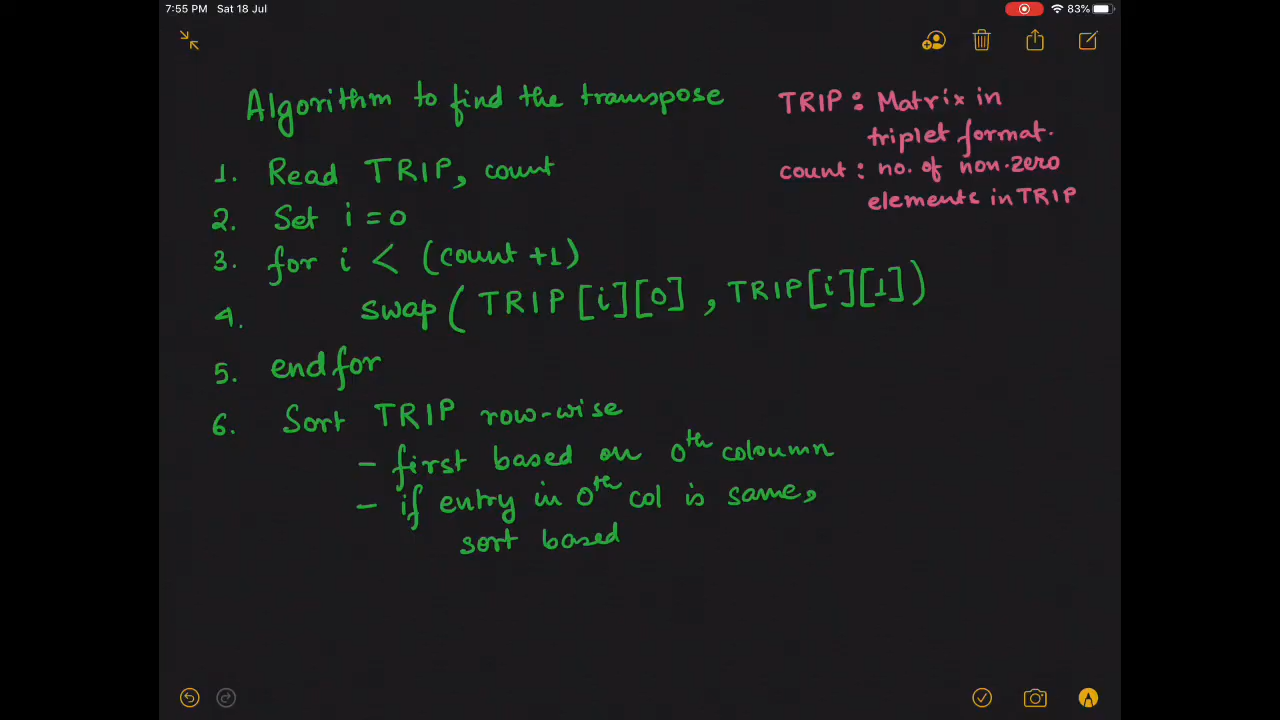 7:55 PM Sat 18 Jul
83%
Algorithm to find the transpose
TRIP : Matrix in
triplet format.
count : no. of non-zero
elements in TRIP
1. Read TRIP, count
2. Set i = 0
3. for i < (count +1)
4. swap ( TRIP[i][0] , TRIP[i][1] )
5. endfor
6. Sort TRIP row-wise
- first based on 0th coloumn
- if entry in 0th col is same,
sort based